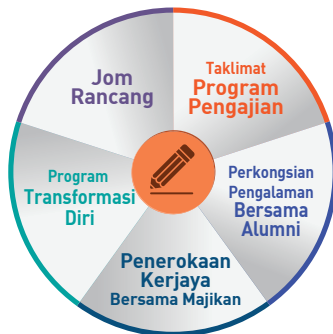 Jom
Rancang
Taklimat
Program
Pengajian
Perkongsian
Pengalaman
Bersama
Alumni
Penerokaan
Kerjaya
Bersama Majikan
Program
Transformasi
Diri